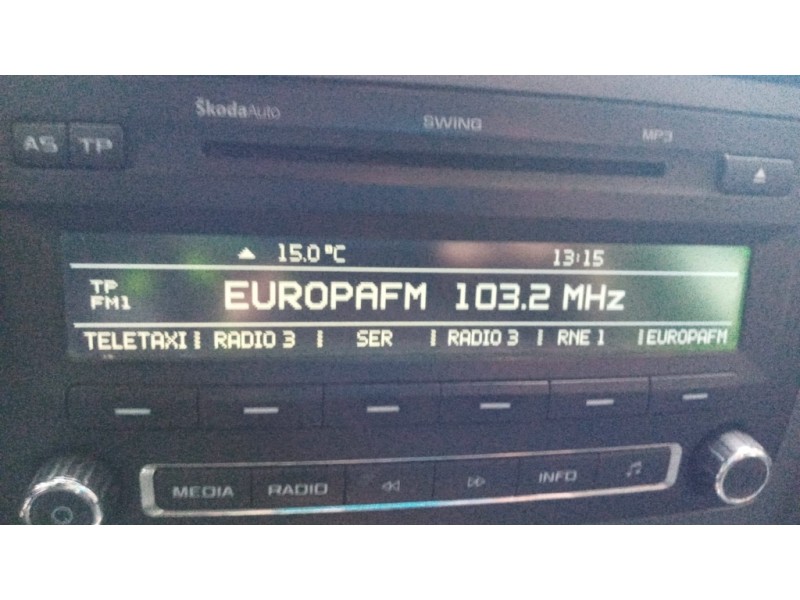 ŠkodaAuto SWING MP3
AS TP
15.0°C 13:15
TP
FM1
EUROPAFM 103.2 MHz
TELETAXI RADIO 3 SER RADIO 3 RNE 1 EUROPAFM
MEDIA RADIO INFO